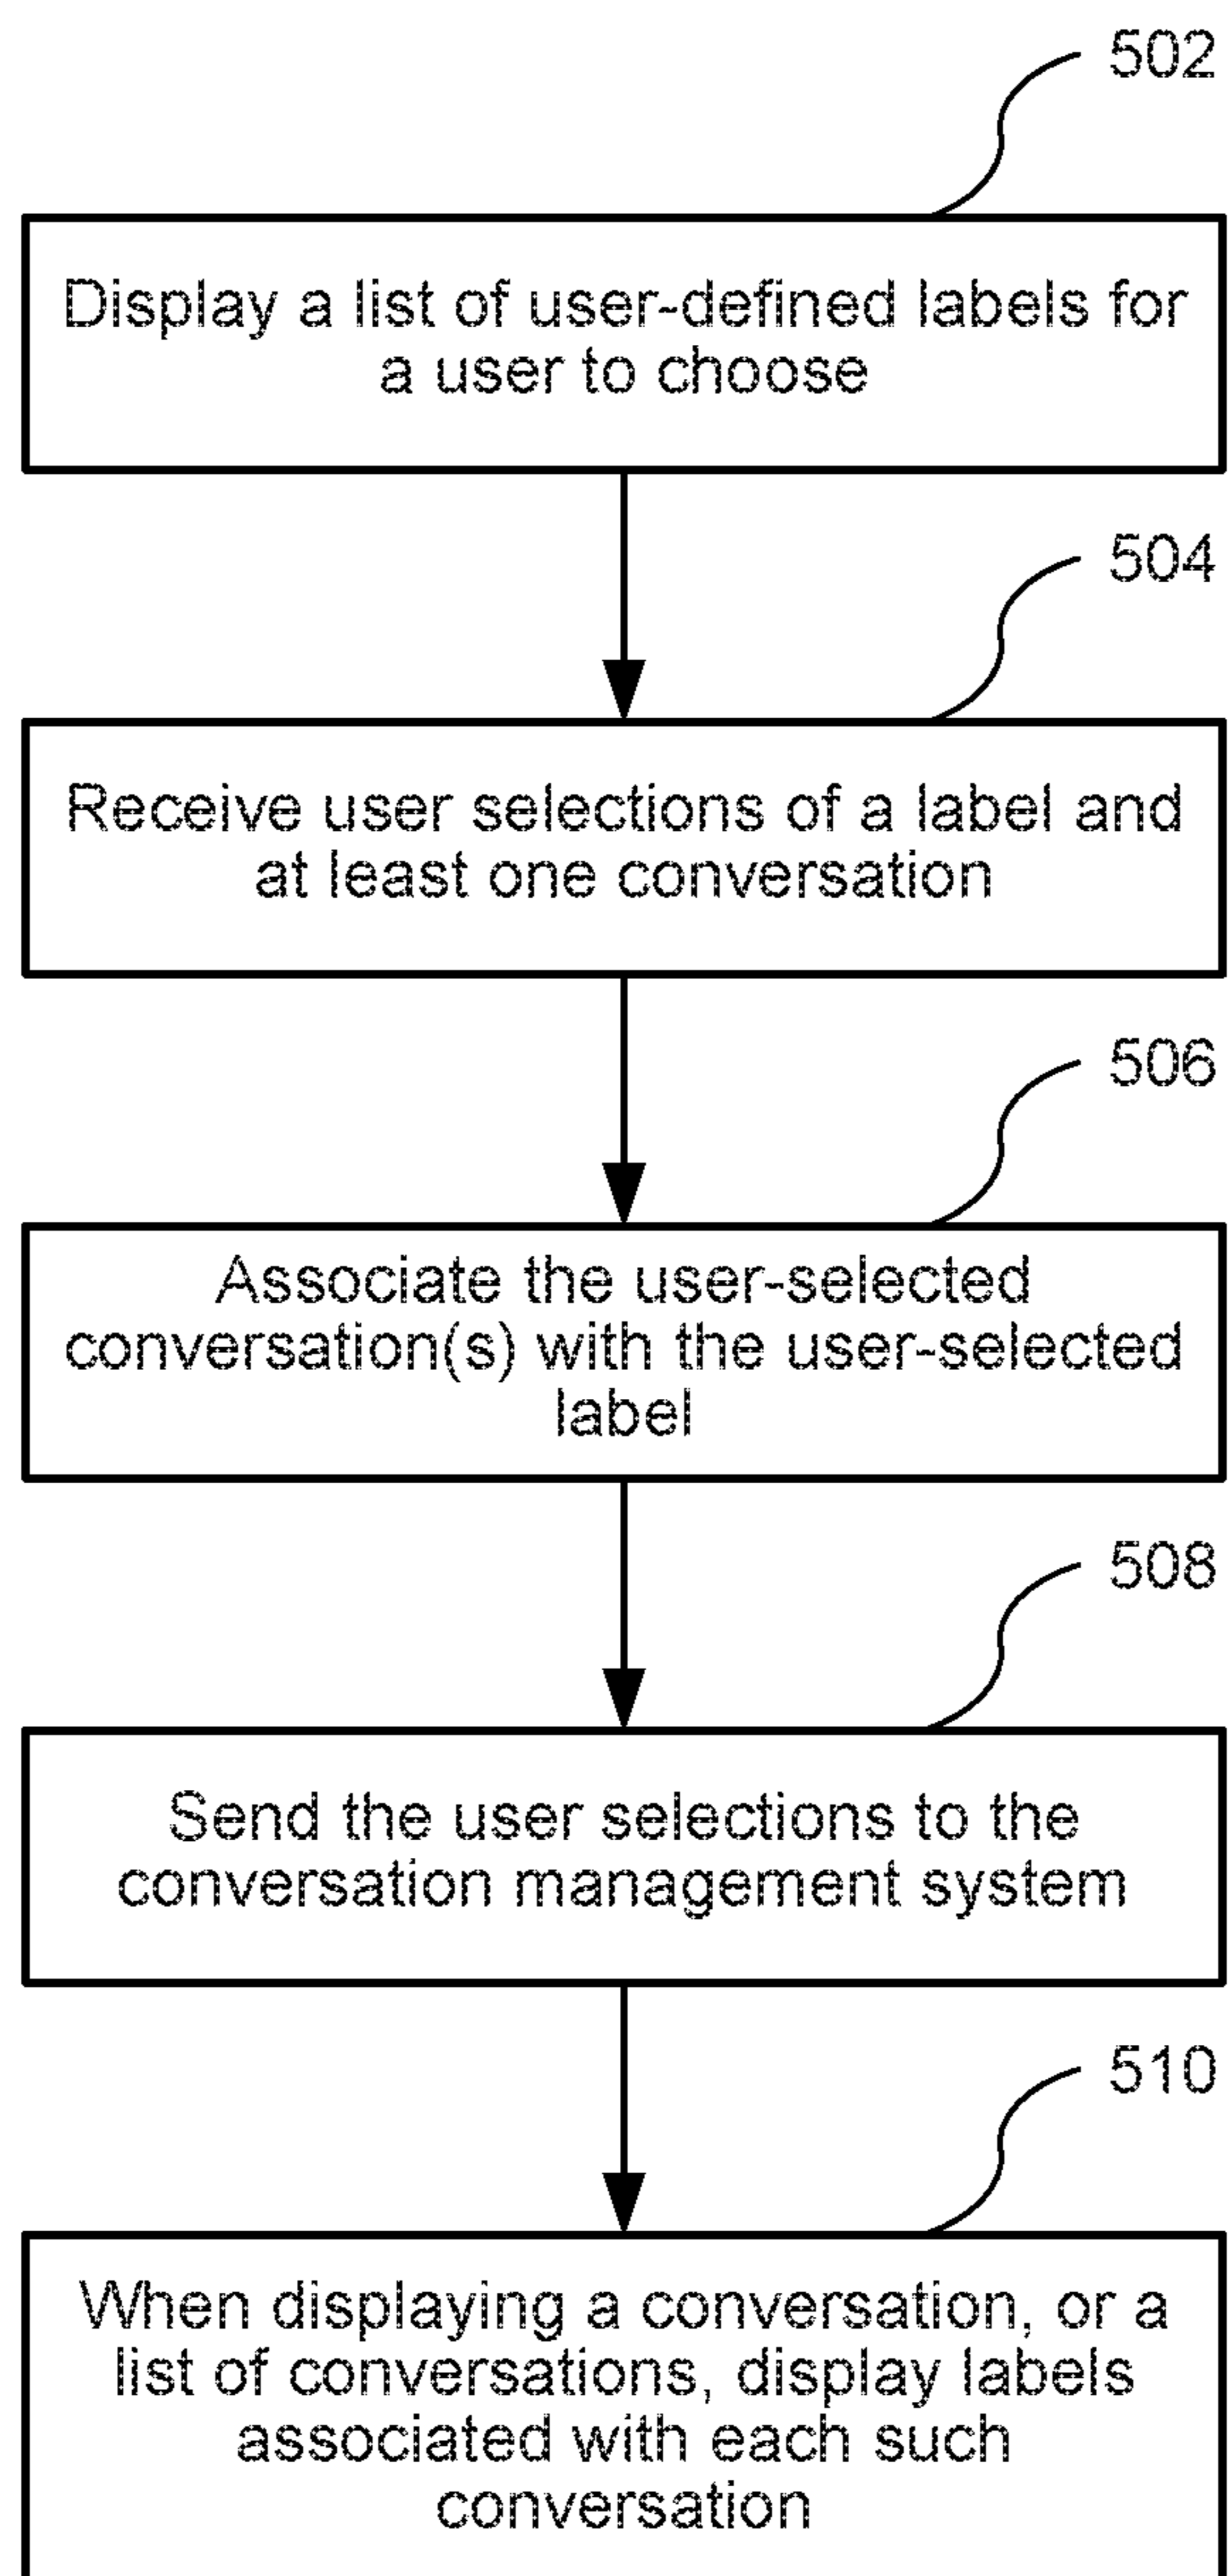 502
Display a list of user-defined labels for
a user to choose
504
Receive user selections of a label and
at least one conversation
506
Associate the user-selected
conversation(s) with the user-selected
label
508
Send the user selections to the
conversation management system
510
When displaying a conversation, or a
list of conversations, display labels
associated with each such
conversation